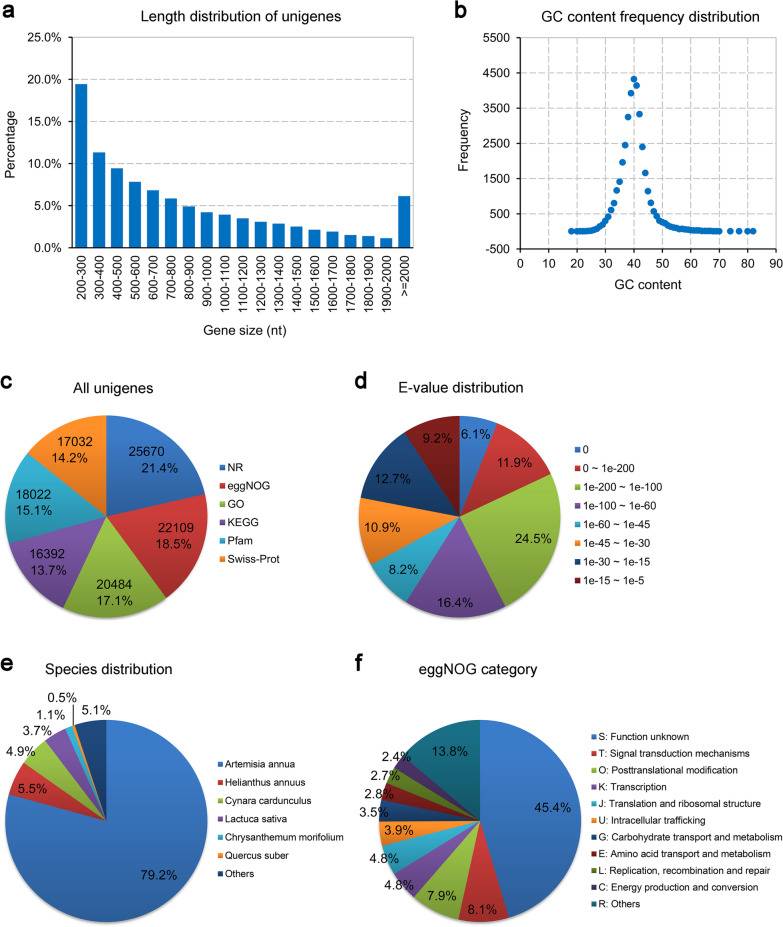 a
Length distribution of unigenes
25.0%
20.0%
15.0%
10.0%
5.0%
0.0%
Percentage
200-300
300-400
400-500
500-600
600-700
700-800
800-900
900-1000
1000-1100
1100-1200
1200-1300
1300-1400
1400-1500
1500-1600
1600-1700
1700-1800
1800-1900
1900-2000
>=2000
Gene size (nt)
b
GC content frequency distribution
5500
4500
3500
2500
1500
500
-500
Frequency
0 10 20 30 40 50 60 70 80 90
GC content
c
All unigenes
25670
21.4%
22109
18.5%
20484
17.1%
16392
13.7%
18022
15.1%
17032
14.2%
NR
eggNOG
GO
KEGG
Pfam
Swiss-Prot
d
E-value distribution
6.1%
11.9%
24.5%
16.4%
8.2%
10.9%
12.7%
9.2%
0
0 ~ 1e-200
1e-200 ~ 1e-100
1e-100 ~ 1e-60
1e-60 ~ 1e-45
1e-45 ~ 1e-30
1e-30 ~ 1e-15
1e-15 ~ 1e-5
e
Species distribution
79.2%
5.5%
4.9%
3.7%
1.1%
0.5%
5.1%
Artemisia annua
Helianthus annuus
Cynara cardunculus
Lactuca sativa
Chrysanthemum morifolium
Quercus suber
Others
f
eggNOG category
45.4%
8.1%
7.9%
4.8%
4.8%
3.9%
3.5%
2.8%
2.7%
2.4%
13.8%
S: Function unknown
T: Signal transduction mechanisms
O: Posttranslational modification
K: Transcription
J: Translation and ribosomal structure
U: Intracellular trafficking
G: Carbohydrate transport and metabolism
E: Amino acid transport and metabolism
L: Replication, recombination and repair
C: Energy production and conversion
R: Others